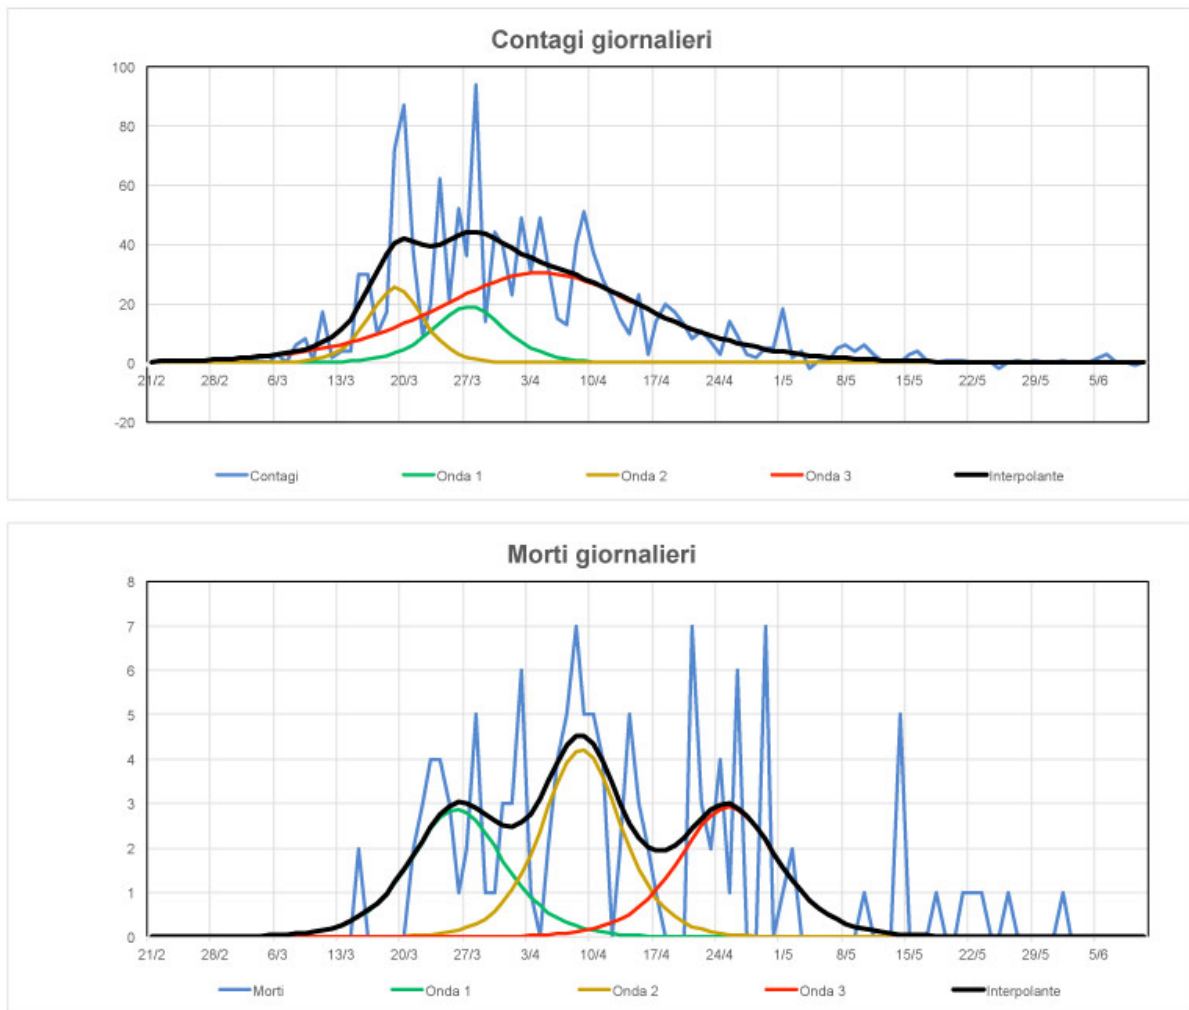 Contagi giornalieri
100
80
60
40
20
0
21/2 28/2 6/3 13/3 20/3 27/3 3/4 10/4 17/4 24/4 1/5 8/5 15/5 22/5 29/5 5/6
-20
Contagi Onda 1 Onda 2 Onda 3 Interpolante
Morti giornalieri
8
7
6
5
4
3
2
1
0
21/2 28/2 6/3 13/3 20/3 27/3 3/4 10/4 17/4 24/4 1/5 8/5 15/5 22/5 29/5 5/6
Morti Onda 1 Onda 2 Onda 3 Interpolante